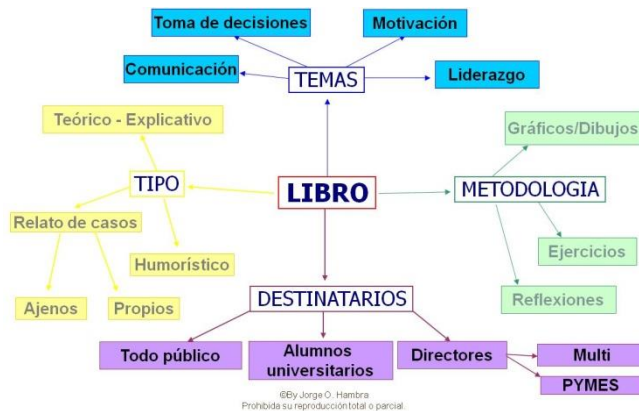 Toma de decisiones
Motivación
Comunicación
TEMAS
Liderazgo
Teórico - Explicativo
Gráficos/Dibujos
TIPO
LIBRO
METODOLOGIA
Relato de casos
Humorístico
Ejercicios
Ajenos
Propios
Reflexiones
DESTINATARIOS
Todo público
Alumnos
universitarios
Directores
Multi
PYMES
©By Jorge O. Hambra
Prohibida su reproducción total o parcial